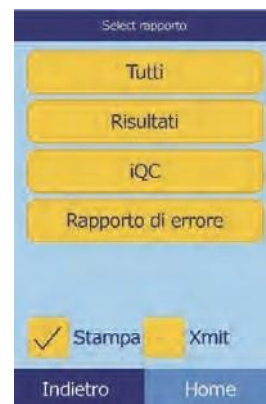 Select rapporto
Tutti
Risultati
iQC
Rapporto di errore
Stampa Xmit
Indietro Home